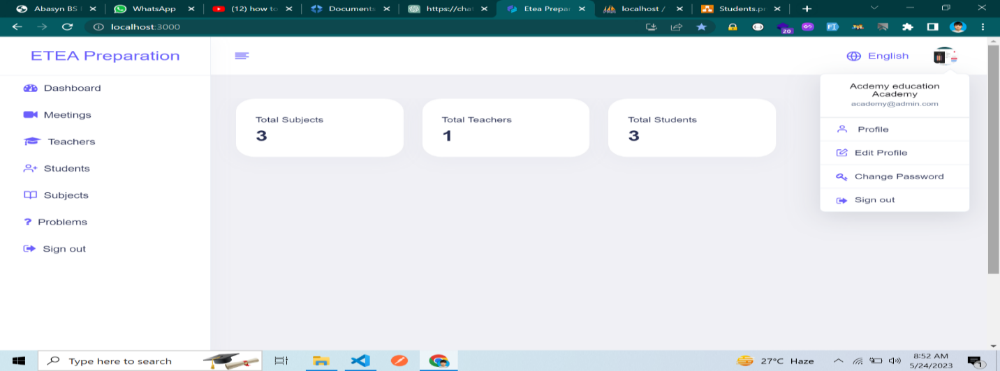 Abasyn BS
WhatsApp
(12) how to
Documents
https://chat
Etea Prepar
localhost /
Students.pr
localhost:3000
20
ETEA Preparation
English
Dashboard
Meetings
Teachers
Students
Subjects
Problems
Sign out
Total Subjects
3
Total Teachers
1
Total Students
3
Acdemy education
Academy
academy@admin.com
Profile
Edit Profile
Change Password
Sign out
Type here to search
27°C Haze
8:52 AM
5/24/2023
1